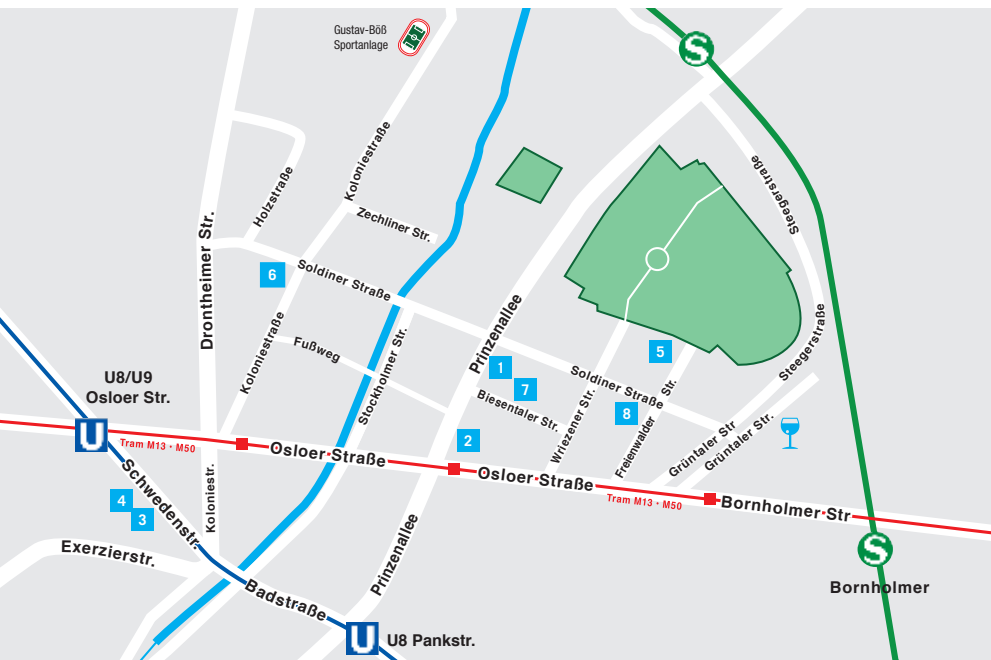 Gustav-Böß
Sportanlage
S
Koloniestraße
Steegerstraße
Holzstraße
Zechliner Str.
Drontheimer Str.
6
Soldiner Straße
Prinzenallee
Steegerstraße
Koloniestraße
Fußweg
Stockholmer Str.
5
1
7
Soldiner Straße
8
Biesentaler Str.
Wriezener Str.
Freienwalder Str.
Grüntaler Str
Grüntaler Str.
U8/U9
Osloer Str.
U
Tram M13 • M50
Osloer Straße
2
Osloer Straße
Tram M13 • M50
Bornholmer Str
Schwedenstr.
4
3
Koloniestr.
Exerzierstr.
Prinzenallee
S
Bornholmer
Badstraße
U
U8 Pankstr.